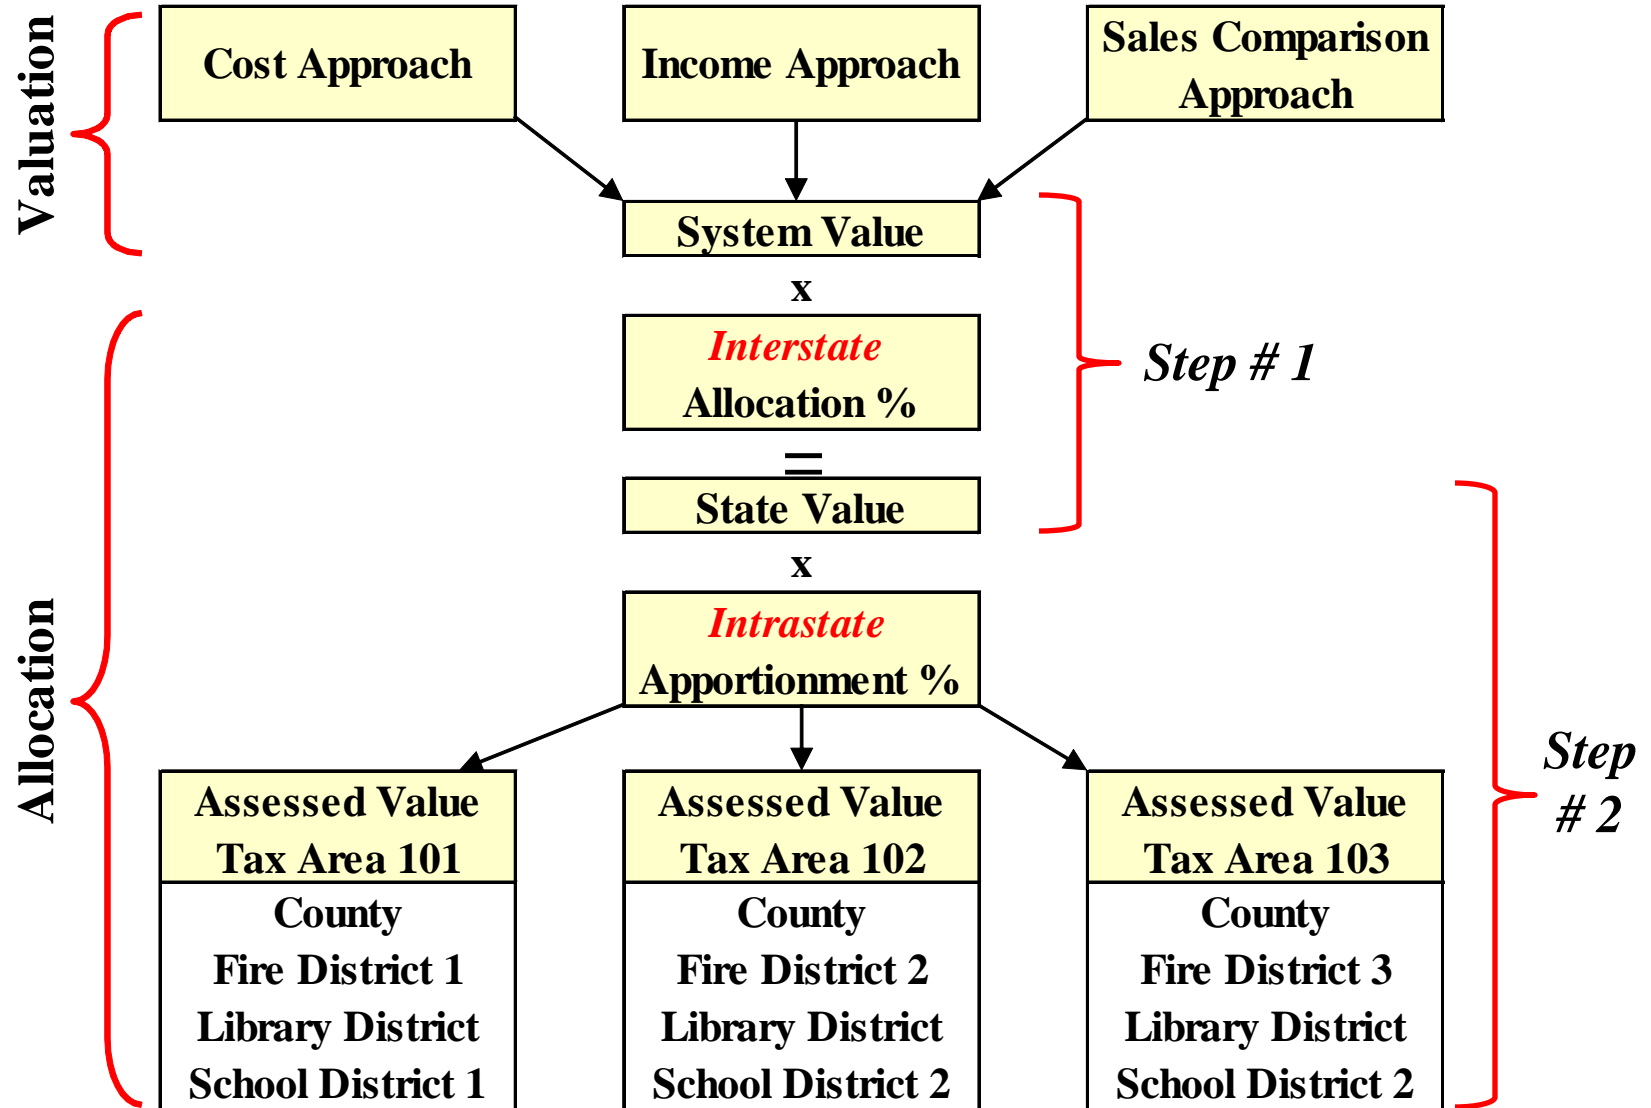 Valuation
Cost Approach
Income Approach
Sales Comparison
Approach
System Value
x
Interstate
Allocation %
=
State Value
Step # 1
x
Intrastate
Apportionment %
Allocation
Step
# 2
Assessed Value
Tax Area 101
County
Fire District 1
Library District
School District 1
Assessed Value
Tax Area 102
County
Fire District 2
Library District
School District 2
Assessed Value
Tax Area 103
County
Fire District 3
Library District
School District 2